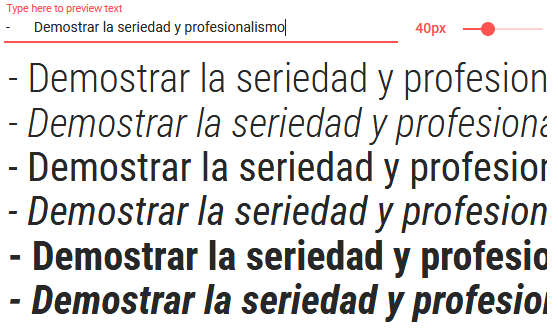 Type here to preview text
- Demostrar la seriedad y profesionalismo
40px
- Demostrar la seriedad y profesion
- Demostrar la seriedad y profesiona
- Demostrar la seriedad y profesion
- Demostrar la seriedad y profesion
- Demostrar la seriedad y profesio
- Demostrar la seriedad y profesion